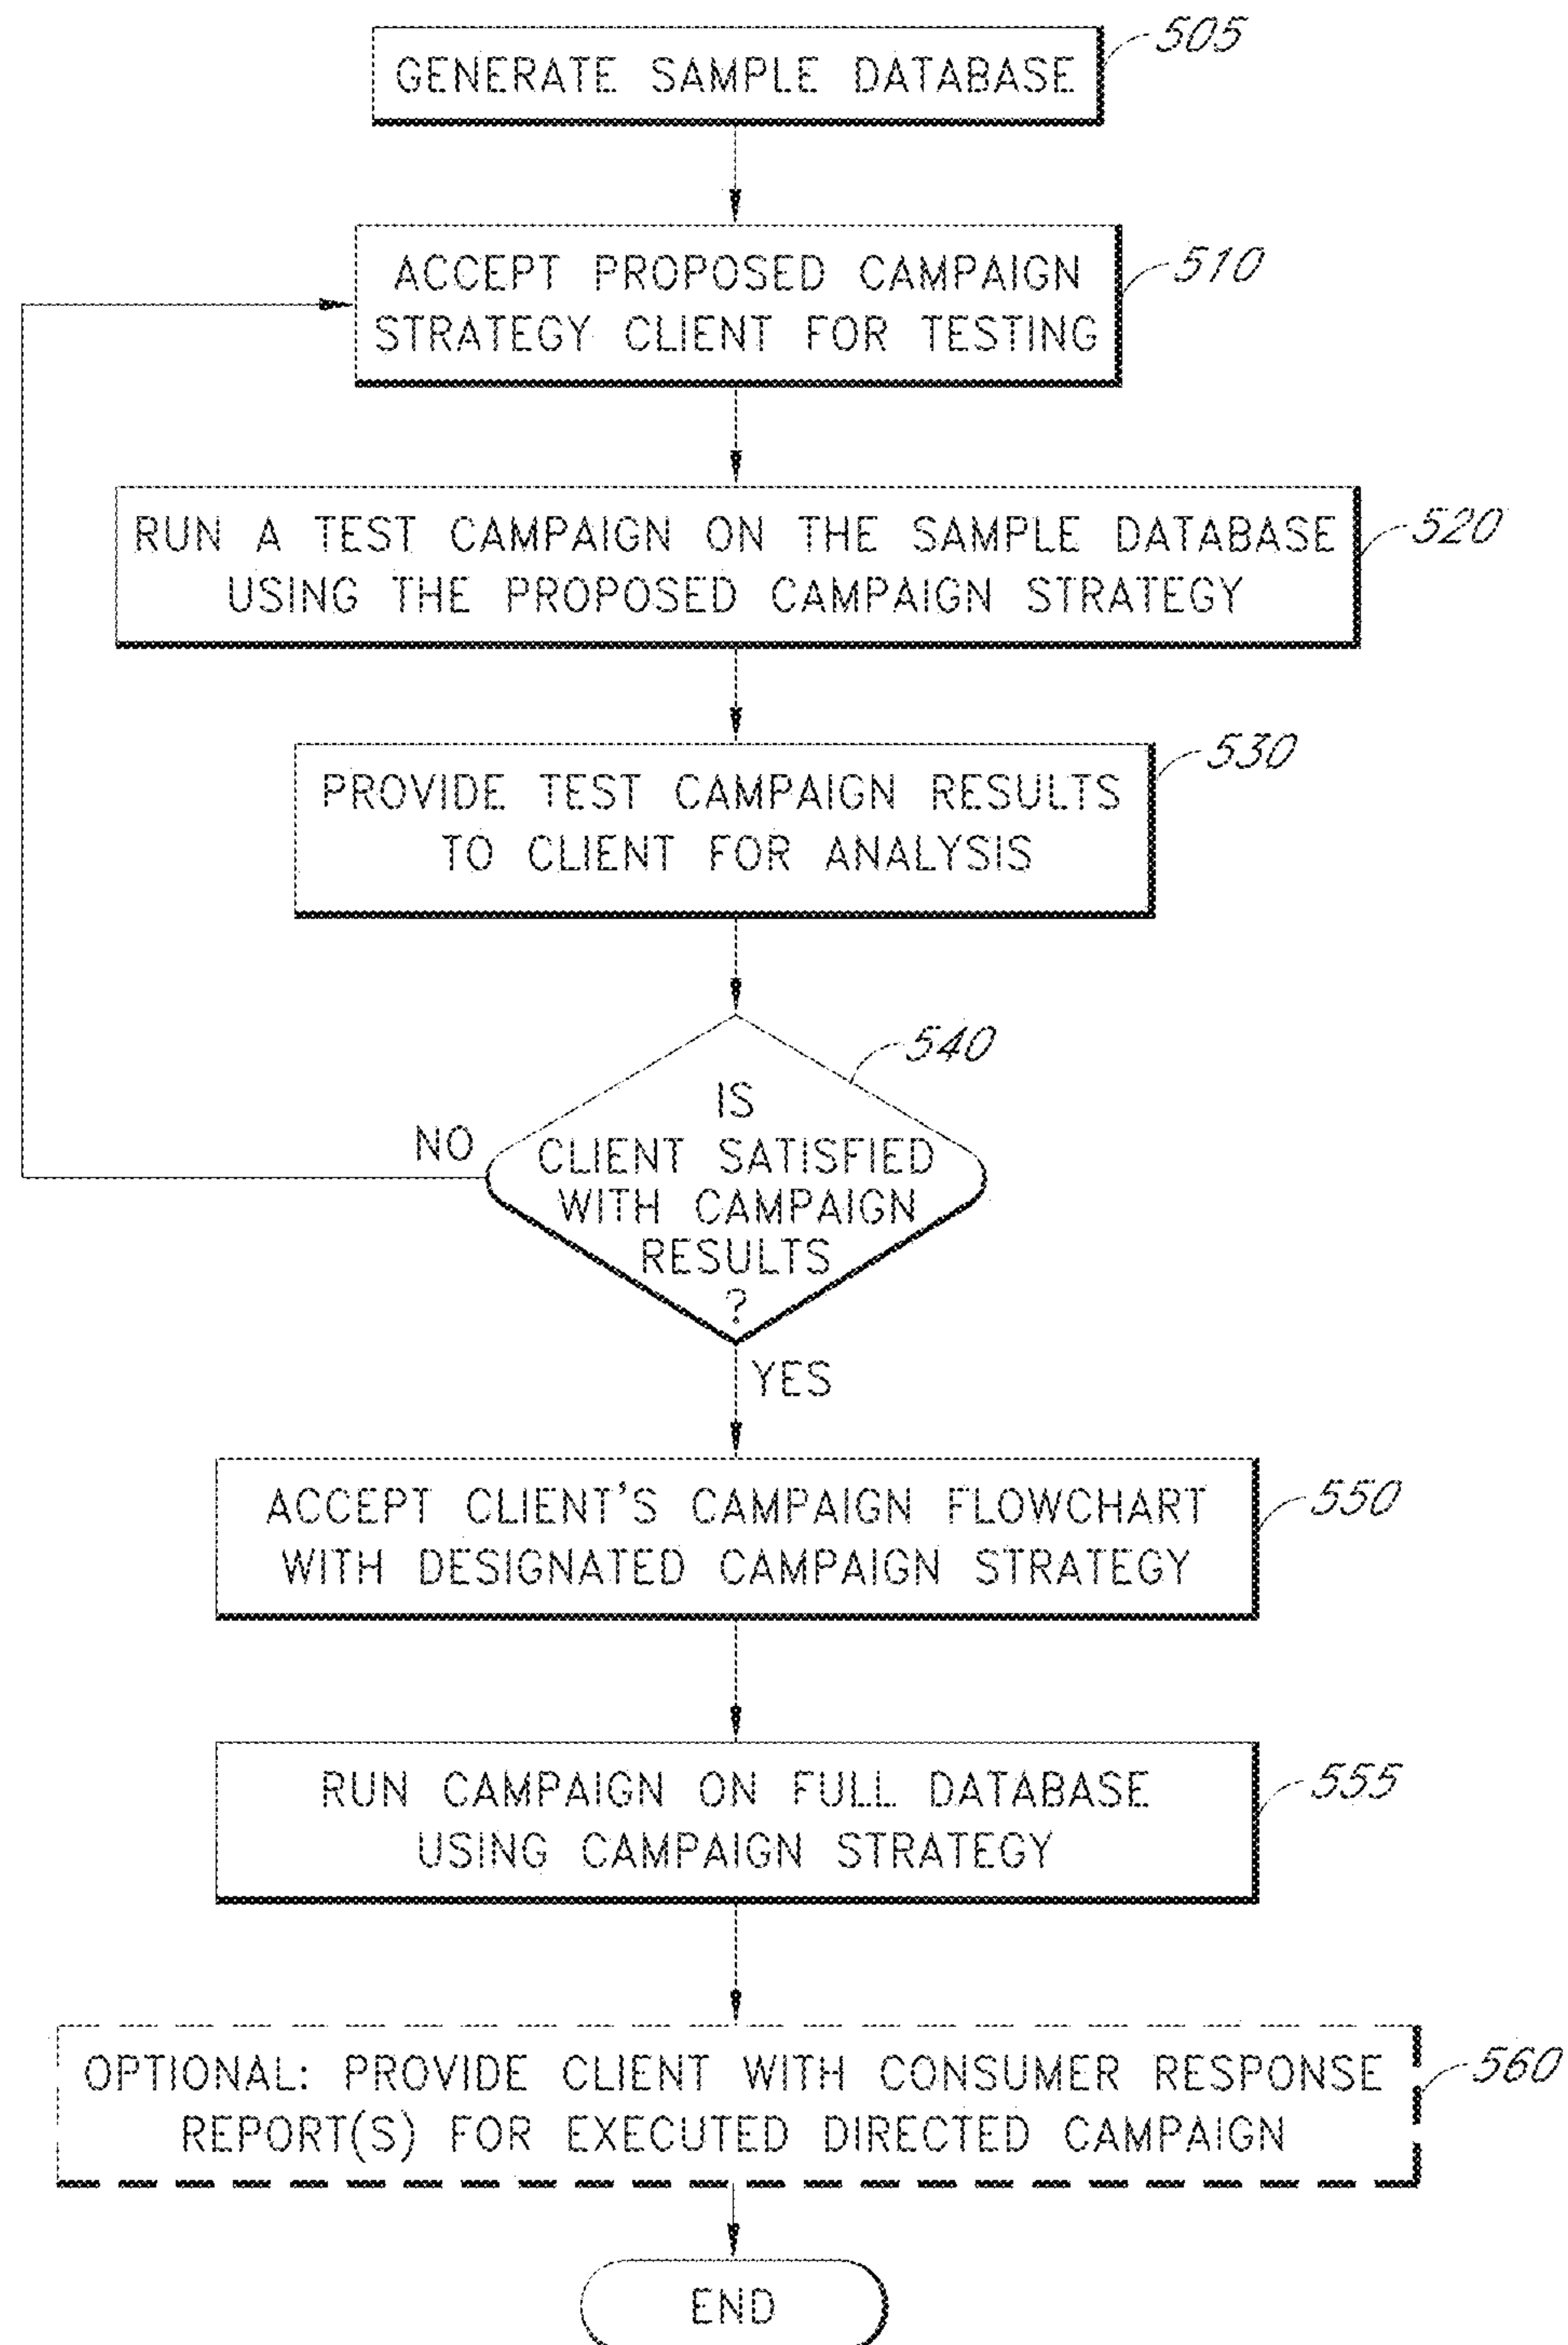 505
GENERATE SAMPLE DATABASE
510
ACCEPT PROPOSED CAMPAIGN
STRATEGY CLIENT FOR TESTING
520
RUN A TEST CAMPAIGN ON THE SAMPLE DATABASE
USING THE PROPOSED CAMPAIGN STRATEGY
530
PROVIDE TEST CAMPAIGN RESULTS
TO CLIENT FOR ANALYSIS
540
IS
CLIENT SATISFIED
WITH CAMPAIGN
RESULTS
?
NO
YES
550
ACCEPT CLIENT'S CAMPAIGN FLOWCHART
WITH DESIGNATED CAMPAIGN STRATEGY
555
RUN CAMPAIGN ON FULL DATABASE
USING CAMPAIGN STRATEGY
560
OPTIONAL: PROVIDE CLIENT WITH CONSUMER RESPONSE
REPORT(S) FOR EXECUTED DIRECTED CAMPAIGN
END